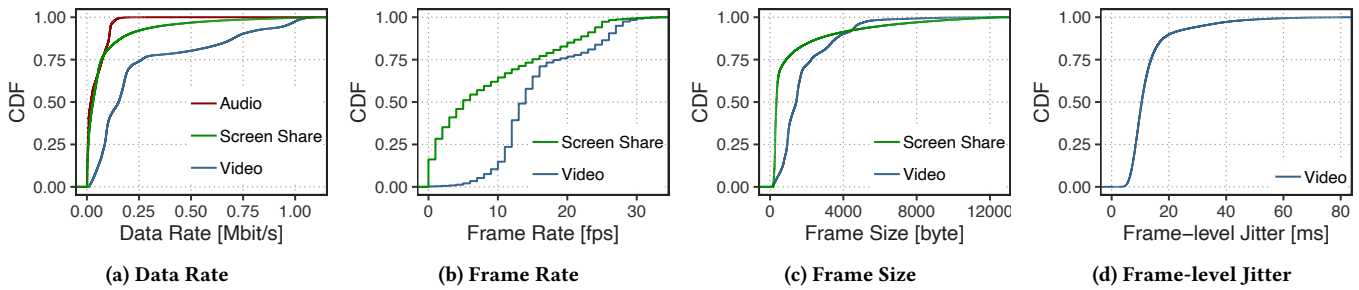 1.00
0.75
0.50
0.25
0.00
CDF
Audio
Screen Share
Video
0.00 0.25 0.50 0.75 1.00
Data Rate [Mbit/s]
(a) Data Rate
1.00
0.75
0.50
0.25
0.00
CDF
Screen Share
Video
0 10 20 30
Frame Rate [fps]
(b) Frame Rate
1.00
0.75
0.50
0.25
0.00
CDF
Screen Share
Video
0 4000 8000 12000
Frame Size [byte]
(c) Frame Size
1.00
0.75
0.50
0.25
0.00
CDF
Video
0 20 40 60 80
Frame−level Jitter [ms]
(d) Frame-level Jitter